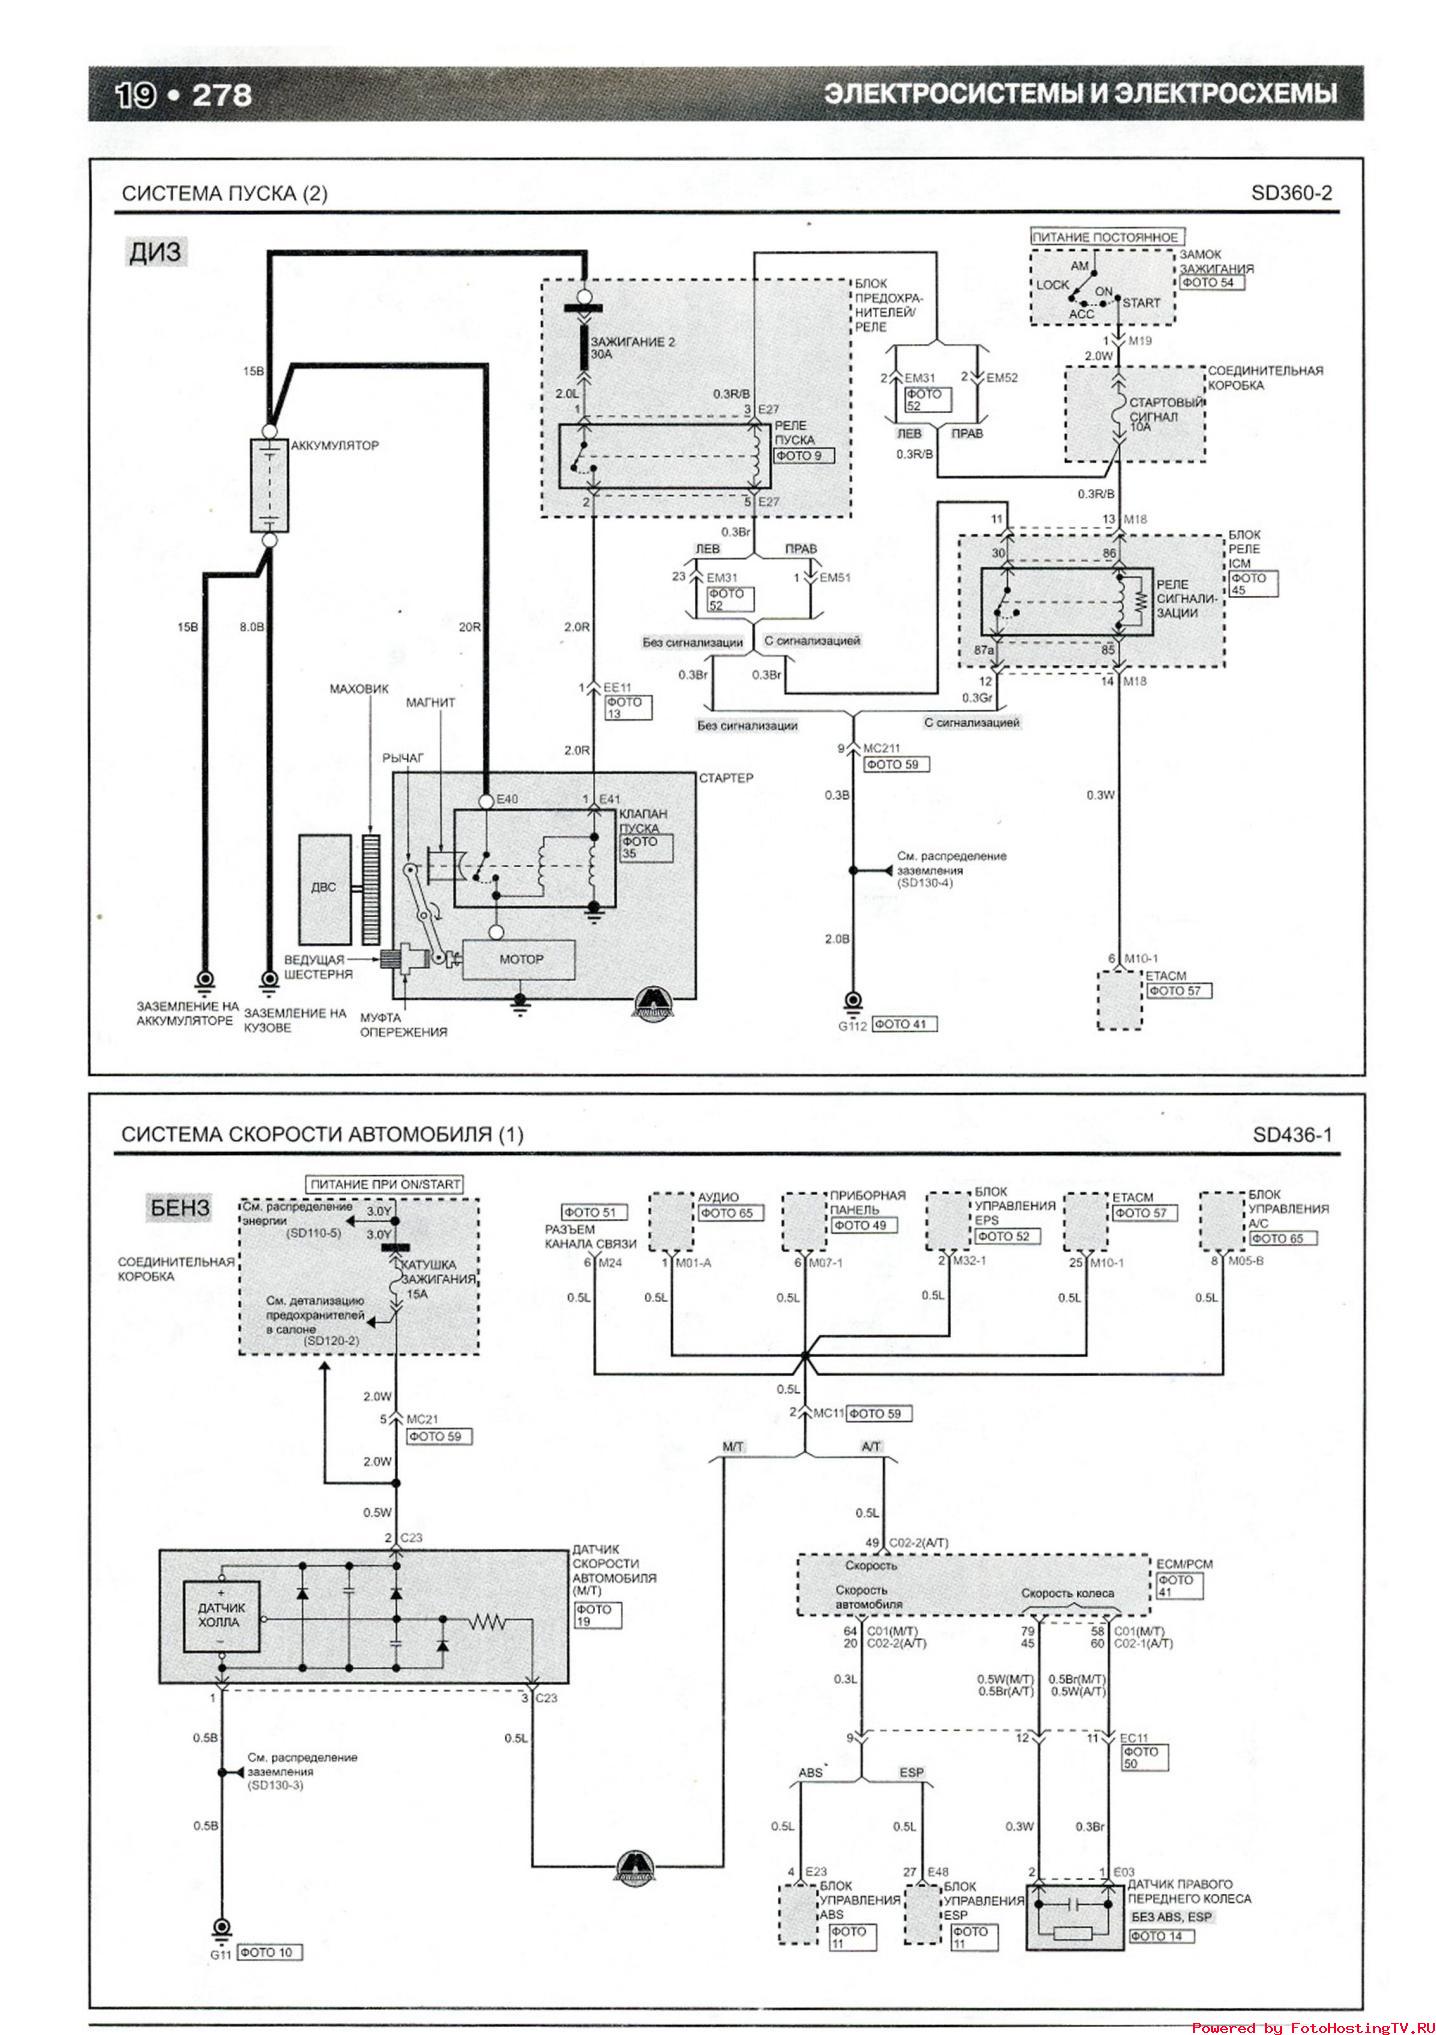 19 • 278
ЭЛЕКТРОСИСТЕМЫ И ЭЛЕКТРОСХЕМЫ
СИСТЕМА ПУСКА (2)
SD360-2
ДИЗ
ПИТАНИЕ ПОСТОЯННОЕ
ЗАМОК
ЗАЖИГАНИЯ
ФОТО 54
AM
LOCK
ON
START
ACC
1 M19
2.0W
БЛОК
ПРЕДОХРА-
НИТЕЛЕЙ/
РЕЛЕ
ЗАЖИГАНИЕ 2
30А
2.0L
0.3R/B
1
3 E27
РЕЛЕ
ПУСКА
ФОТО 9
2
5 E27
15B
АККУМУЛЯТОР
2 EM31
ФОТО
52
2 EM52
ЛЕВ
ПРАВ
0.3R/B
СОЕДИНИТЕЛЬНАЯ
КОРОБКА
СТАРТОВЫЙ
СИГНАЛ
10А
0.3R/B
11
13 M18
БЛОК
РЕЛЕ
ICM
ФОТО
45
30
86
РЕЛЕ
СИГНАЛИ-
ЗАЦИИ
87a
85
12
14 M18
0.3Gr
0.3Br
ЛЕВ
ПРАВ
23 EM31
ФОТО
52
1 EM51
Без сигнализации
С сигнализацией
0.3Br
0.3Br
Без сигнализации
С сигнализацией
15B
8.0B
20R
2.0R
1 EE11
ФОТО
13
2.0R
МАХОВИК
МАГНИТ
РЫЧАГ
СТАРТЕР
E40
1 E41
КЛАПАН
ПУСКА
ФОТО
35
ДВС
МОТОР
ВЕДУЩАЯ
ШЕСТЕРНЯ
МУФТА
ОПЕРЕЖЕНИЯ
ЗАЗЕМЛЕНИЕ НА
АККУМУЛЯТОРЕ
ЗАЗЕМЛЕНИЕ НА
КУЗОВЕ
9 MC211
ФОТО 59
0.3B
0.3W
См. распределение
заземления
(SD130-4)
2.0B
G112
ФОТО 41
6 M10-1
ETACM
ФОТО 57
СИСТЕМА СКОРОСТИ АВТОМОБИЛЯ (1)
SD436-1
БЕНЗ
ПИТАНИЕ ПРИ ON/START
См. распределение
энергии
(SD110-5)
3.0Y
3.0Y
СОЕДИНИТЕЛЬНАЯ
КОРОБКА
КАТУШКА
ЗАЖИГАНИЯ
15А
См. детализацию
предохранителей
в салоне
(SD120-2)
2.0W
5 MC21
ФОТО 59
2.0W
0.5W
2 C23
ФОТО 51
РАЗЪЕМ
КАНАЛА СВЯЗИ
6 M24
АУДИО
ФОТО 65
1 M01-A
ПРИБОРНАЯ
ПАНЕЛЬ
ФОТО 49
6 M07-1
БЛОК
УПРАВЛЕНИЯ
EPS
ФОТО 52
2 M32-1
ETACM
ФОТО 57
25 M10-1
БЛОК
УПРАВЛЕНИЯ
A/C
ФОТО 65
8 M05-B
0.5L
0.5L
0.5L
0.5L
0.5L
0.5L
0.5L
2 MC11
ФОТО 59
M/T
A/T
0.5L
49 C02-2(A/T)
ДАТЧИК
СКОРОСТИ
АВТОМОБИЛЯ
(M/T)
ФОТО
19
+
ДАТЧИК
ХОЛЛА
−
1
3 C23
0.5B
0.5L
См. распределение
заземления
(SD130-3)
0.5B
G11
ФОТО 10
Скорость
Скорость
автомобиля
Скорость колеса
ECM/PCM
ФОТО
41
64 C01(M/T)
20 C02-2(A/T)
79
45
58 C01(M/T)
60 C02-1(A/T)
0.3L
0.5W(M/T)
0.5Br(A/T)
0.5Br(M/T)
0.5W(A/T)
9
12
11 EC11
ФОТО
50
ABS
ESP
0.5L
0.5L
0.3W
0.3Br
4 E23
БЛОК
УПРАВЛЕНИЯ
ABS
ФОТО
11
27 E48
БЛОК
УПРАВЛЕНИЯ
ESP
ФОТО
11
2
1 E03
ДАТЧИК ПРАВОГО
ПЕРЕДНЕГО КОЛЕСА
БЕЗ ABS, ESP
ФОТО 14
Powered by FotoHostingTV.RU